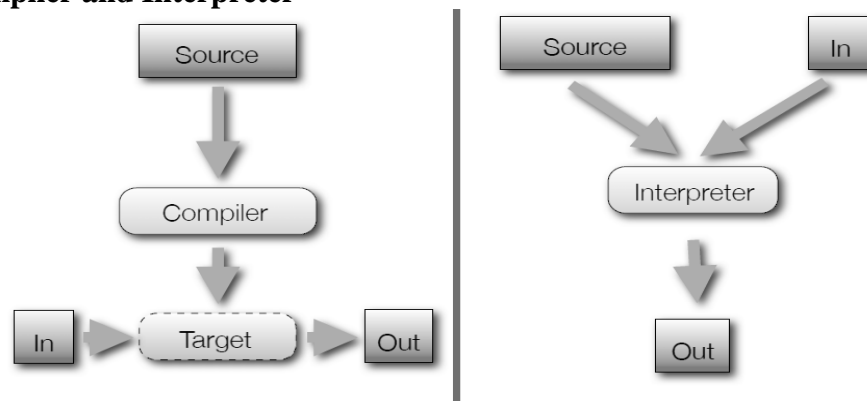 and Interpreter
Source
Compiler
In
Target
Out
Source
In
Interpreter
Out